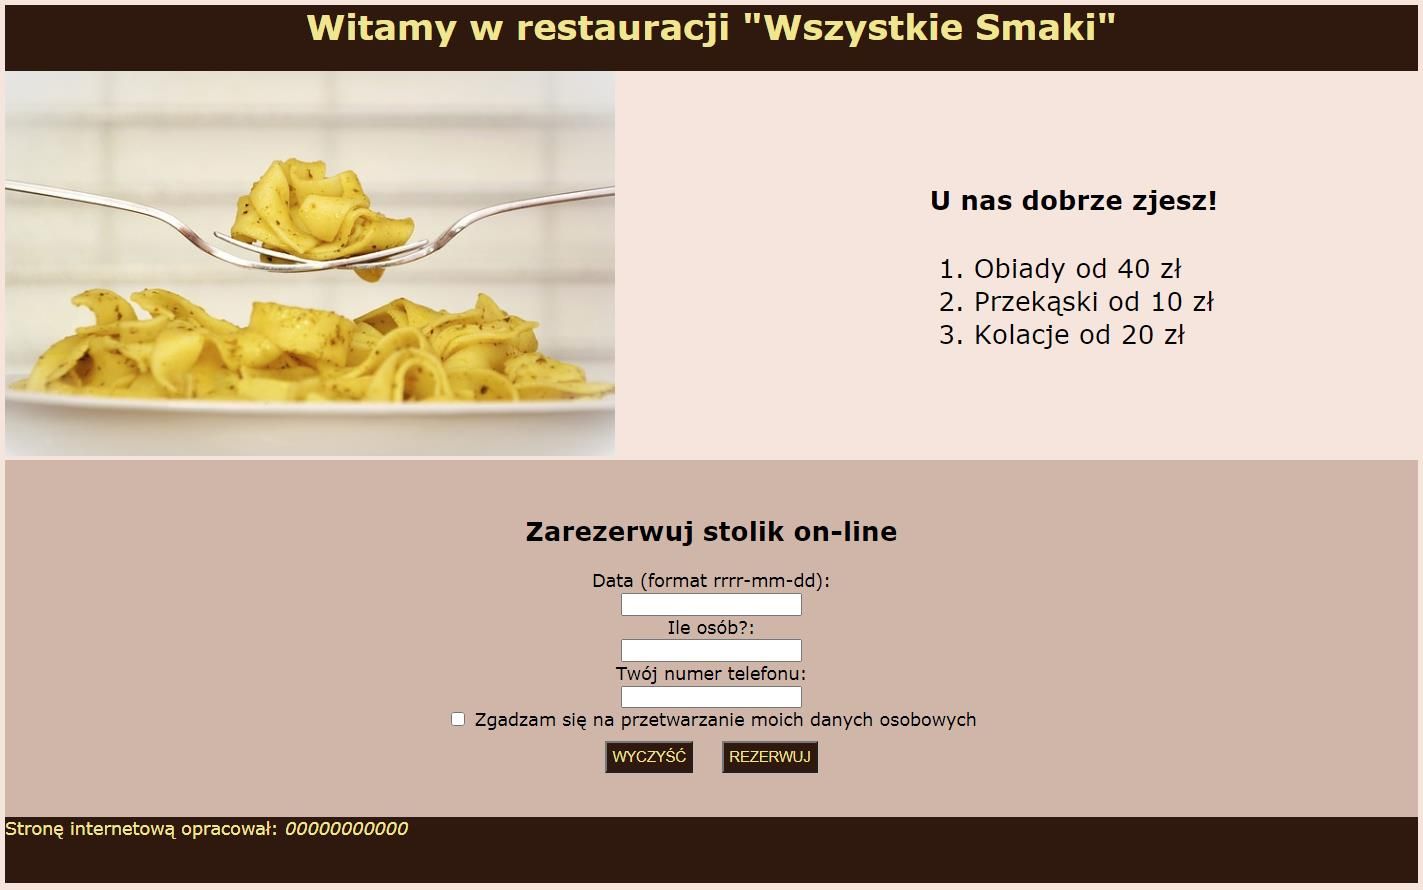 Witamy w restauracji "Wszystkie Smaki"
U nas dobrze zjesz!
1. Obiady od 40 zł
2. Przekąski od 10 zł
3. Kolacje od 20 zł
Zarezerwuj stolik on-line
Data (format rrrr-mm-dd):
Ile osób?:
Twój numer telefonu:
Zgadzam się na przetwarzanie moich danych osobowych
WYCZYŚĆ REZERWUJ
Stronę internetową opracował: 00000000000